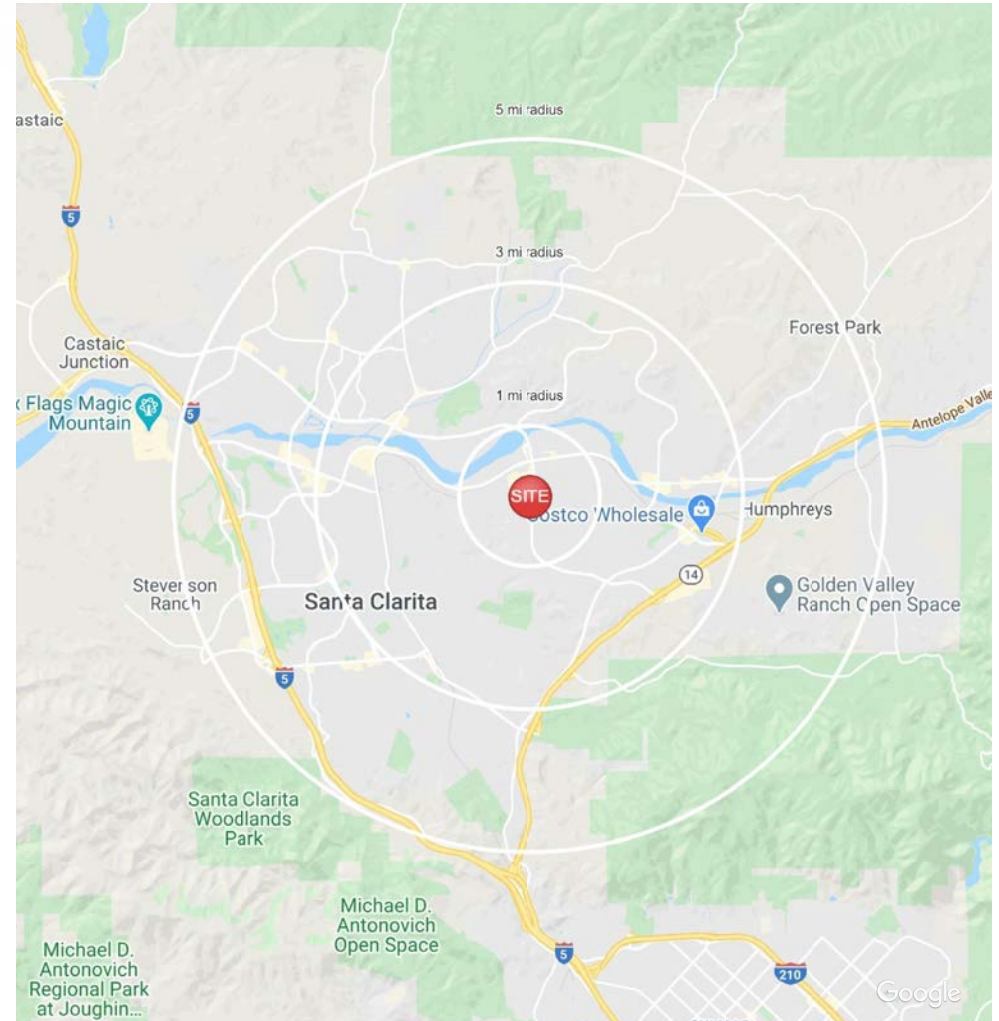 astaic
5 mi radius
5
3 mi radius
Forest Park
Castaic
Junction
x Flags Magic
Mountain
5
1 mi radius
Antelope Valle
SITE
Costco Wholesale
Humphreys
14
Stevenson
Ranch
Golden Valley
Ranch Open Space
Santa Clarita
5
Santa Clarita
Woodlands
Park
Michael D.
Antonovich
Open Space
Michael D.
Antonovich
Regional Park
at Joughin...
5
210
Google